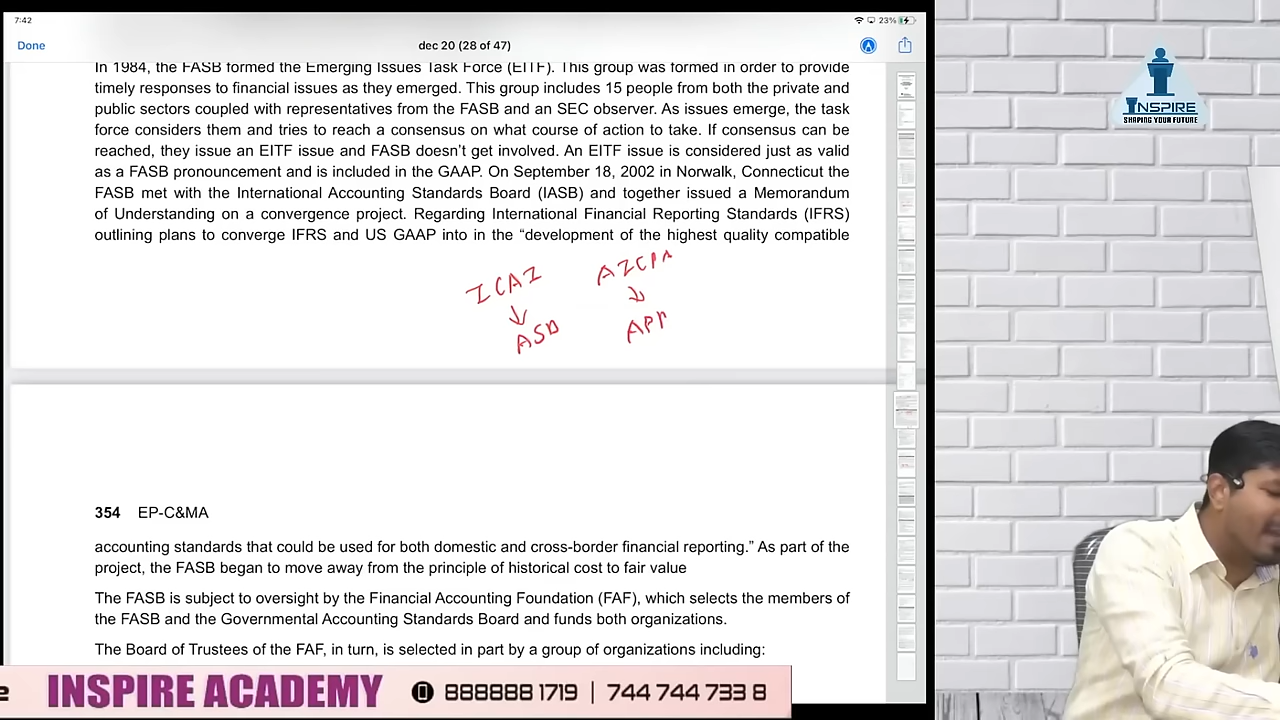 7:42
23%
Done
dec 20 (28 of 47)
In 1984, the FASB formed the Emerging Issues Task Force (EITF). This group was formed in order to provide
timely responses to financial issues as they emerged. This group includes 15 people from both the private and
public sectors coupled with representatives from the FASB and an SEC observer. As issues emerge, the task
force considers them and tries to reach a consensus on what course of action to take. If consensus can be
reached, they issue an EITF issue and FASB doesn't get involved. An EITF issue is considered just as valid
as a FASB pronouncement and is included in the GAAP. On September 18, 2002 in Norwalk, Connecticut the
FASB met with the International Accounting Standards Board (IASB) and together issued a Memorandum
of Understanding on a convergence project. Regarding International Financial Reporting Standards (IFRS)
outlining plans to converge IFRS and US GAAP into in the “development of the highest quality compatible
ICAI AICPA
ASB
354 EP-C&MA
accounting standards that could be used for both domestic and cross-border financial reporting.” As part of the
project, the FASB began to move away from the principle of historical cost to fair value
The FASB is subject to oversight by the Financial Accounting Foundation (FAF), which selects the members of
the FASB and the Governmental Accounting Standards Board and funds both organizations.
The Board of Trustees of the FAF, in turn, is selected in part by a group of organizations including:
INSPIRE
SHAPING YOUR FUTURE
e INSPIRE ACADEMY 888888 1719 | 744 744 733 8